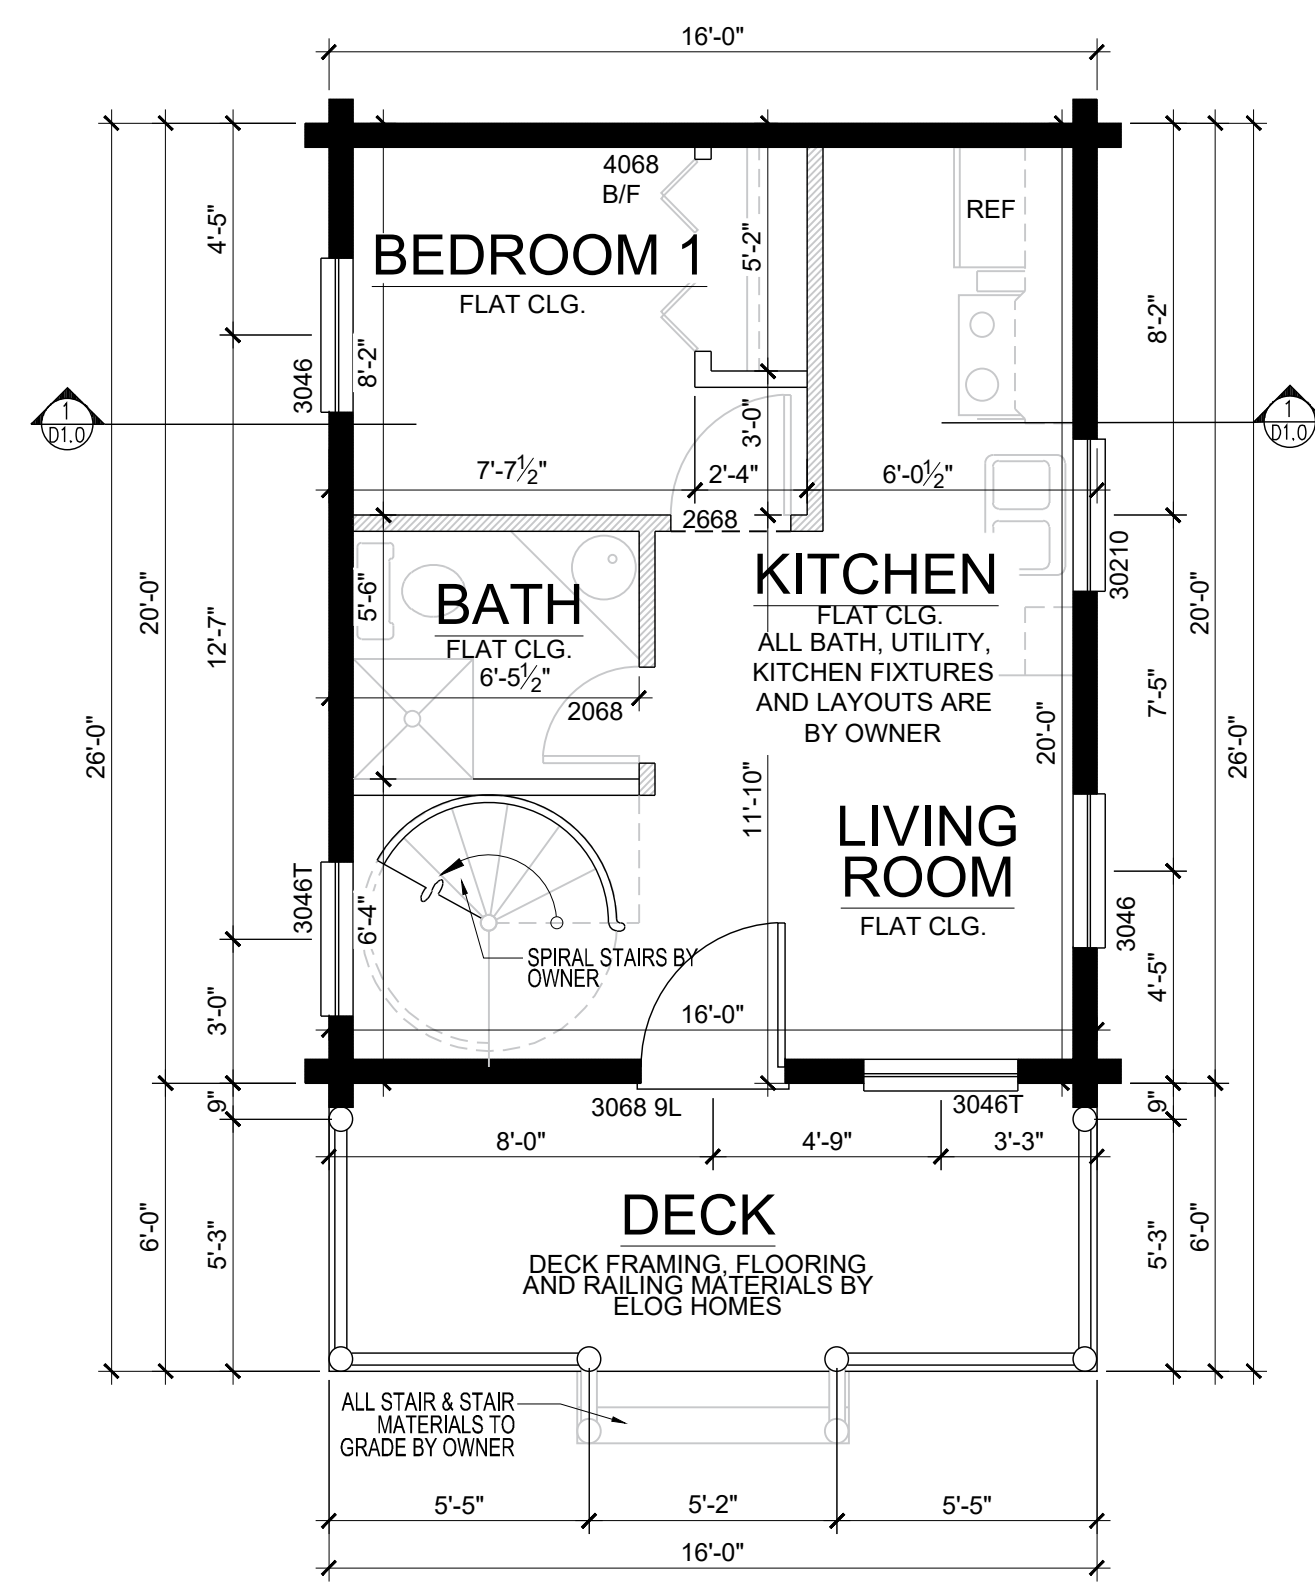 16'-0"
4068
B/F
REF
4'-5"
5'-2"
BEDROOM 1
FLAT CLG.
8'-2"
8'-2"
3046
1
D1.0
1
D1.0
3'-0"
7'-7½"
2'-4"
6'-0½"
2668
30210
KITCHEN
FLAT CLG.
ALL BATH, UTILITY,
KITCHEN FIXTURES
AND LAYOUTS ARE
BY OWNER
BATH
FLAT CLG.
6'-5½"
5'-6"
2068
20'-0"
12'-7"
20'-0"
7'-5"
26'-0"
20'-0"
26'-0"
11'-10"
LIVING
ROOM
FLAT CLG.
3046T
6'-4"
3046
SPIRAL STAIRS BY
OWNER
4'-5"
3'-0"
16'-0"
9"
3068 9L
3046T
9"
8'-0"
4'-9"
3'-3"
DECK
DECK FRAMING, FLOORING
AND RAILING MATERIALS BY
ELOG HOMES
6'-0"
5'-3"
5'-3"
6'-0"
ALL STAIR & STAIR
MATERIALS TO
GRADE BY OWNER
5'-5"
5'-2"
5'-5"
16'-0"